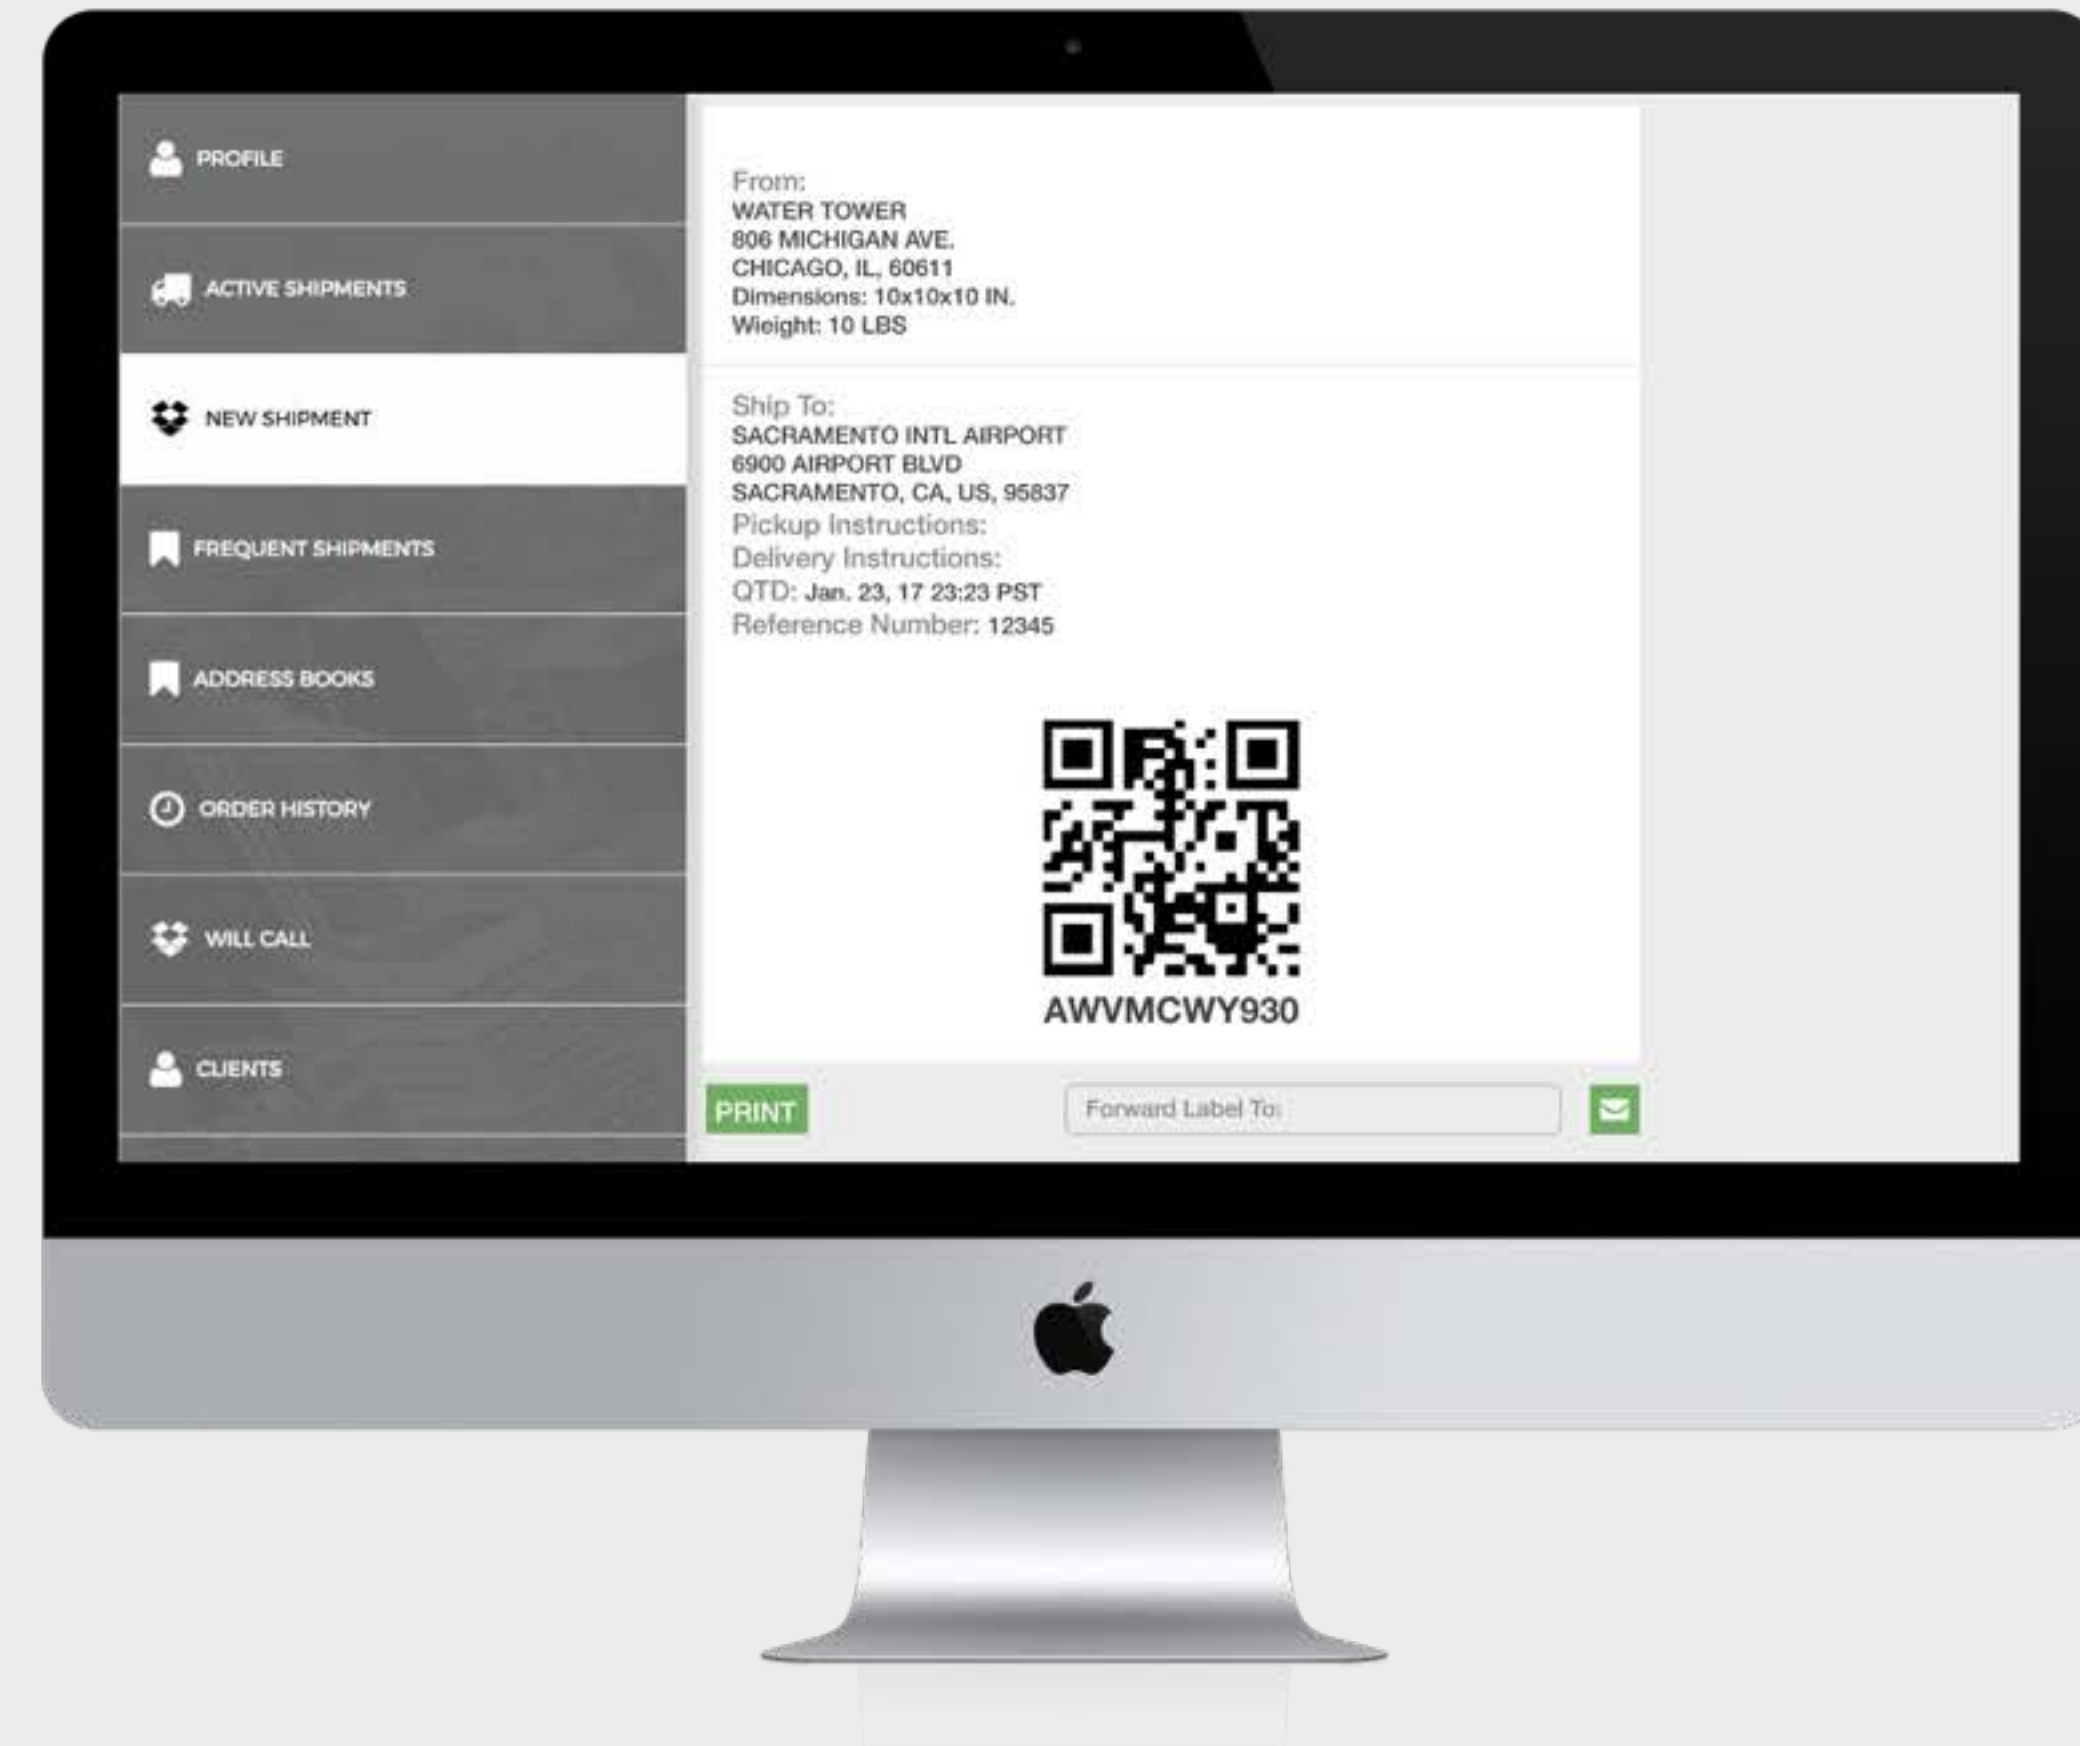 PROFILE
ACTIVE SHIPMENTS
NEW SHIPMENT
FREQUENT SHIPMENTS
ADDRESS BOOKS
ORDER HISTORY
WILL CALL
CLIENTS
From:
WATER TOWER
806 MICHIGAN AVE.
CHICAGO, IL, 60611
Dimensions: 10x10x10 IN.
Wieight: 10 LBS
Ship To:
SACRAMENTO INTL AIRPORT
6900 AIRPORT BLVD
SACRAMENTO, CA, US, 95837
Pickup Instructions:
Delivery Instructions:
QTD: Jan. 23, 17 23:23 PST
Reference Number: 12345
AWVMCWY930
PRINT
Forward Label To: